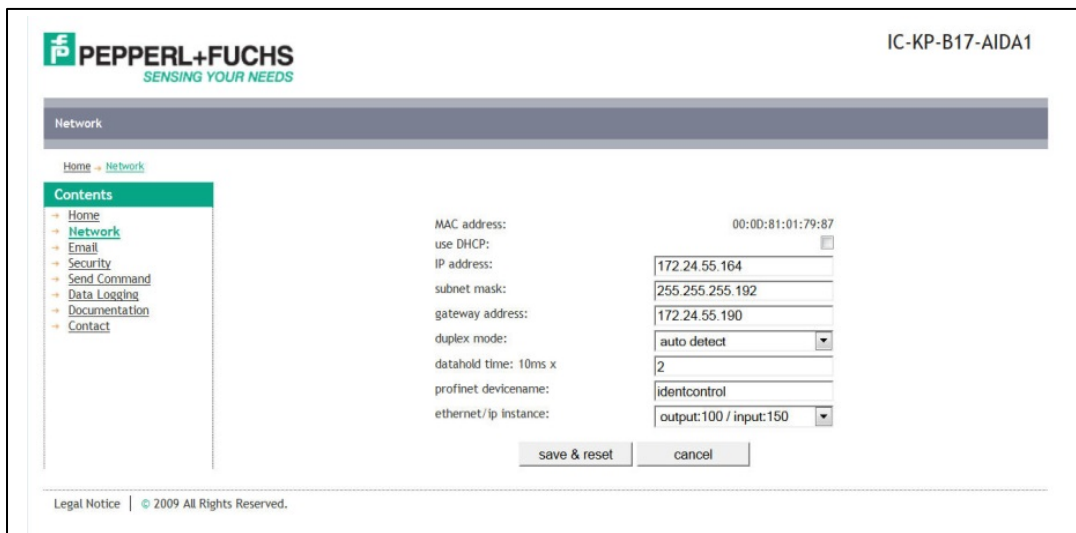 PEPPERL+FUCHS
SENSING YOUR NEEDS
IC-KP-B17-AIDA1
Network
Home → Network
Contents
→ Home
→ Network
→ Email
→ Security
→ Send Command
→ Data Logging
→ Documentation
→ Contact
MAC address: 00:0D:81:01:79:87
use DHCP:
IP address: 172.24.55.164
subnet mask: 255.255.255.192
gateway address: 172.24.55.190
duplex mode: auto detect
datahold time: 10ms x 2
profinet devicename: identcontrol
ethernet/ip instance: output:100 / input:150
save & reset cancel
Legal Notice | © 2009 All Rights Reserved.